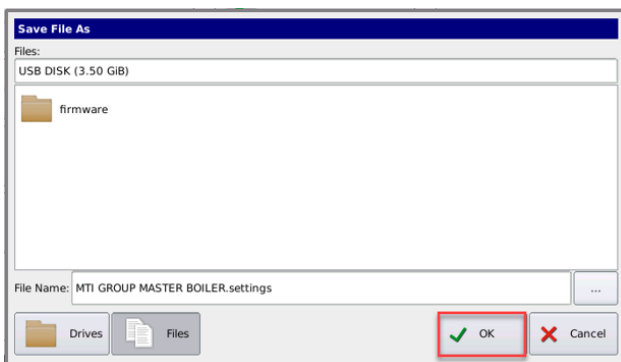 Save File As
Files:
USB DISK (3.50 GiB)
firmware
File Name: MTI GROUP MASTER BOILER.settings ...
Drives Files OK Cancel